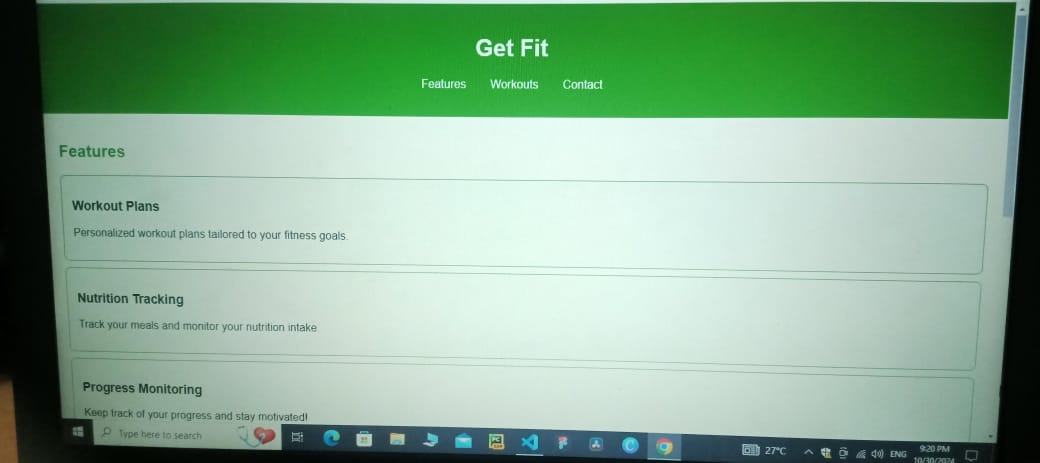 Get Fit
Features Workouts Contact
Features
Workout Plans
Personalized workout plans tailored to your fitness goals.
Nutrition Tracking
Track your meals and monitor your nutrition intake
Progress Monitoring
Keep track of your progress and stay motivated!
Type here to search
27°C ENG 9:20 PM
10/30/2024